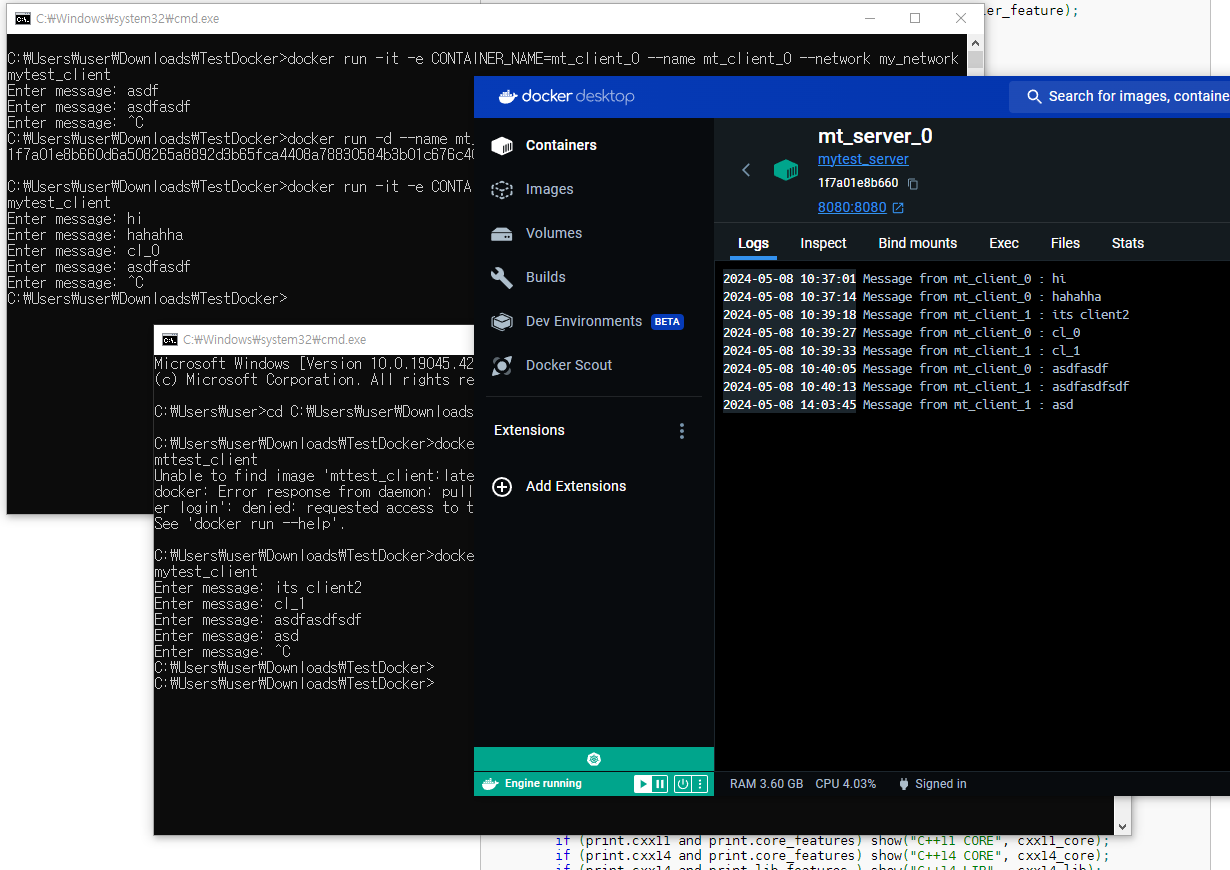 C:\Windows\system32\cmd.exe
er_feature);
C:₩Users₩user₩Downloads₩TestDocker>docker run -it -e CONTAINER_NAME=mt_client_0 --name mt_client_0 --network my_network
mytest_client
Enter message: asdf
Enter message: asdfasdf
Enter message: ^C
C:₩Users₩user₩Downloads₩TestDocker>docker run -d --name mt_
1f7a01e8b660d6a508265a8892d3b65fca4408a78830584b3b01c676c40
C:₩Users₩user₩Downloads₩TestDocker>docker run -it -e CONTA
mytest_client
Enter message: hi
Enter message: hahahha
Enter message: cl_0
Enter message: asdfasdf
Enter message: ^C
C:₩Users₩user₩Downloads₩TestDocker>
C:\Windows\system32\cmd.exe
Microsoft Windows [Version 10.0.19045.42
(c) Microsoft Corporation. All rights re
C:₩Users₩user>cd C:₩Users₩user₩Downloads
C:₩Users₩user₩Downloads₩TestDocker>docke
mttest_client
Unable to find image 'mttest_client:late
docker: Error response from daemon: pull
er login': denied: requested access to t
See 'docker run --help'.
C:₩Users₩user₩Downloads₩TestDocker>docke
mytest_client
Enter message: its client2
Enter message: cl_1
Enter message: asdfasdfsdf
Enter message: asd
Enter message: ^C
C:₩Users₩user₩Downloads₩TestDocker>
C:₩Users₩user₩Downloads₩TestDocker>
docker desktop
Search for images, containe
Containers
Images
Volumes
Builds
Dev Environments BETA
Docker Scout
Extensions
Add Extensions
Engine running
mt_server_0
mytest_server
1f7a01e8b660
8080:8080
Logs Inspect Bind mounts Exec Files Stats
2024-05-08 10:37:01 Message from mt_client_0 : hi
2024-05-08 10:37:14 Message from mt_client_0 : hahahha
2024-05-08 10:39:18 Message from mt_client_1 : its client2
2024-05-08 10:39:27 Message from mt_client_0 : cl_0
2024-05-08 10:39:33 Message from mt_client_1 : cl_1
2024-05-08 10:40:05 Message from mt_client_0 : asdfasdf
2024-05-08 10:40:13 Message from mt_client_1 : asdfasdfsdf
2024-05-08 14:03:45 Message from mt_client_1 : asd
RAM 3.60 GB CPU 4.03% Signed in
if (print.cxx11 and print.core_features) show("C++11 CORE", cxx11_core);
if (print.cxx14 and print.core_features) show("C++14 CORE", cxx14_core);
if (print.cxx14 and print.lib_features ) show("C++14 LIB", cxx14_lib);